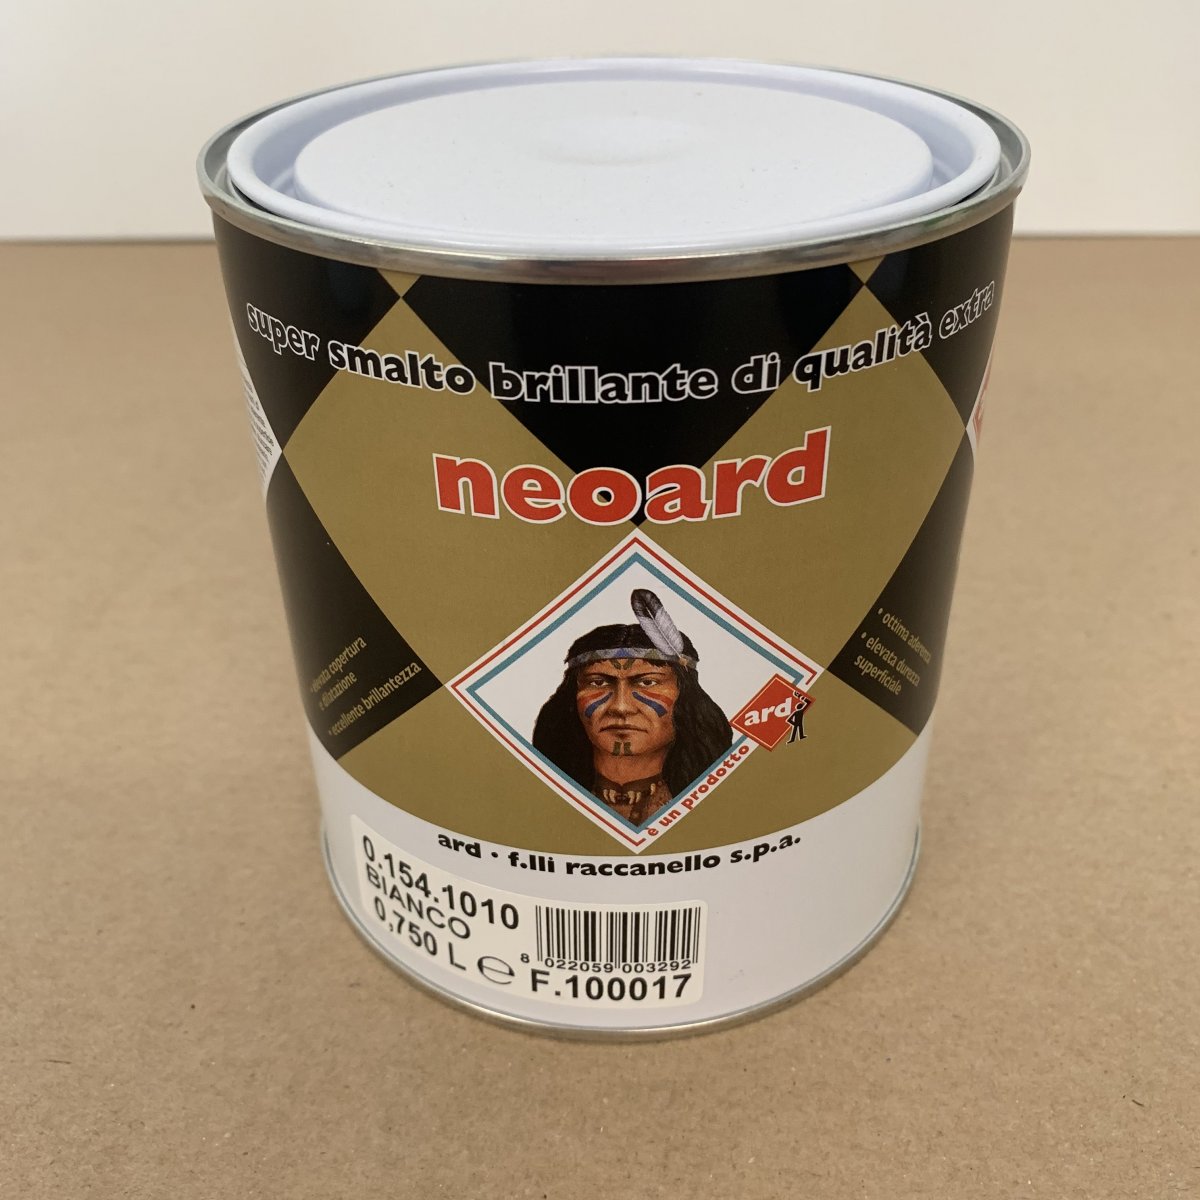 super smalto brillante di qualità extra
neoard
• elevata copertura
e dilatazione
• eccellente brillantezza
• ottima aderenza
• elevata durezza
superficiale
ard
è un prodotto
ard • f.lli raccanello s.p.a.
0.154.1010
BIANCO
0,750 L ℮
8 022059 003292
F.100017